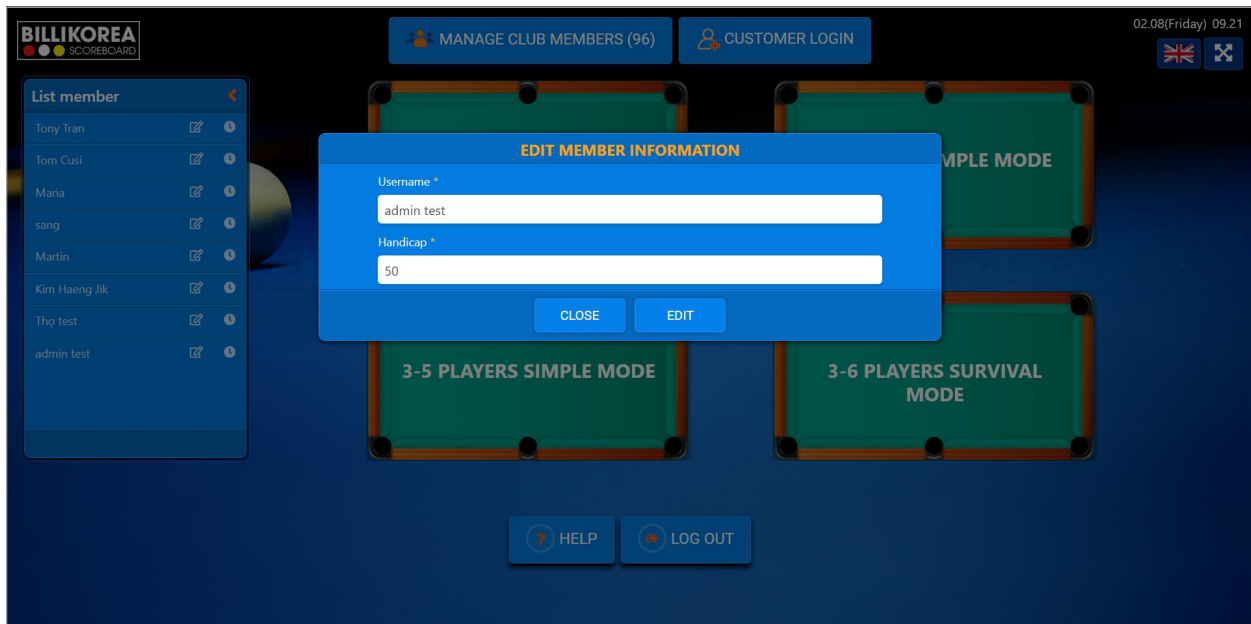 BILLIKOREA
SCOREBOARD
MANAGE CLUB MEMBERS (96)
CUSTOMER LOGIN
02.08(Friday) 09.21
List member
Tony Tran
Tom Cusi
Maria
sang
Martin
Kim Haeng Jik
Thọ test
admin test
EDIT MEMBER INFORMATION
Username *
admin test
Handicap *
50
CLOSE
EDIT
MPLE MODE
3-5 PLAYERS SIMPLE MODE
3-6 PLAYERS SURVIVAL
MODE
? HELP
LOG OUT